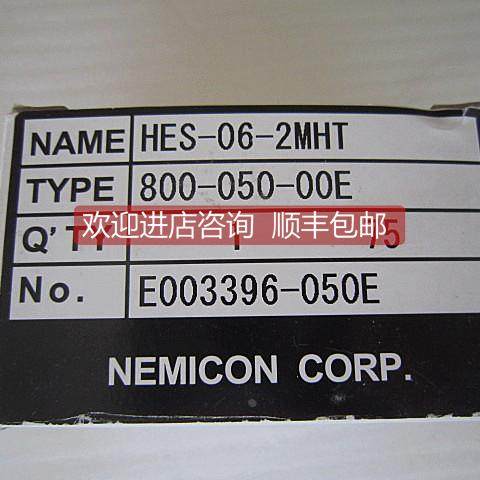 NAME HES-06-2MHT
TYPE 800-050-00E
欢迎进店咨询 顺丰包邮
Q'TY 1 75
No. E003396-050E
NEMICON CORP.